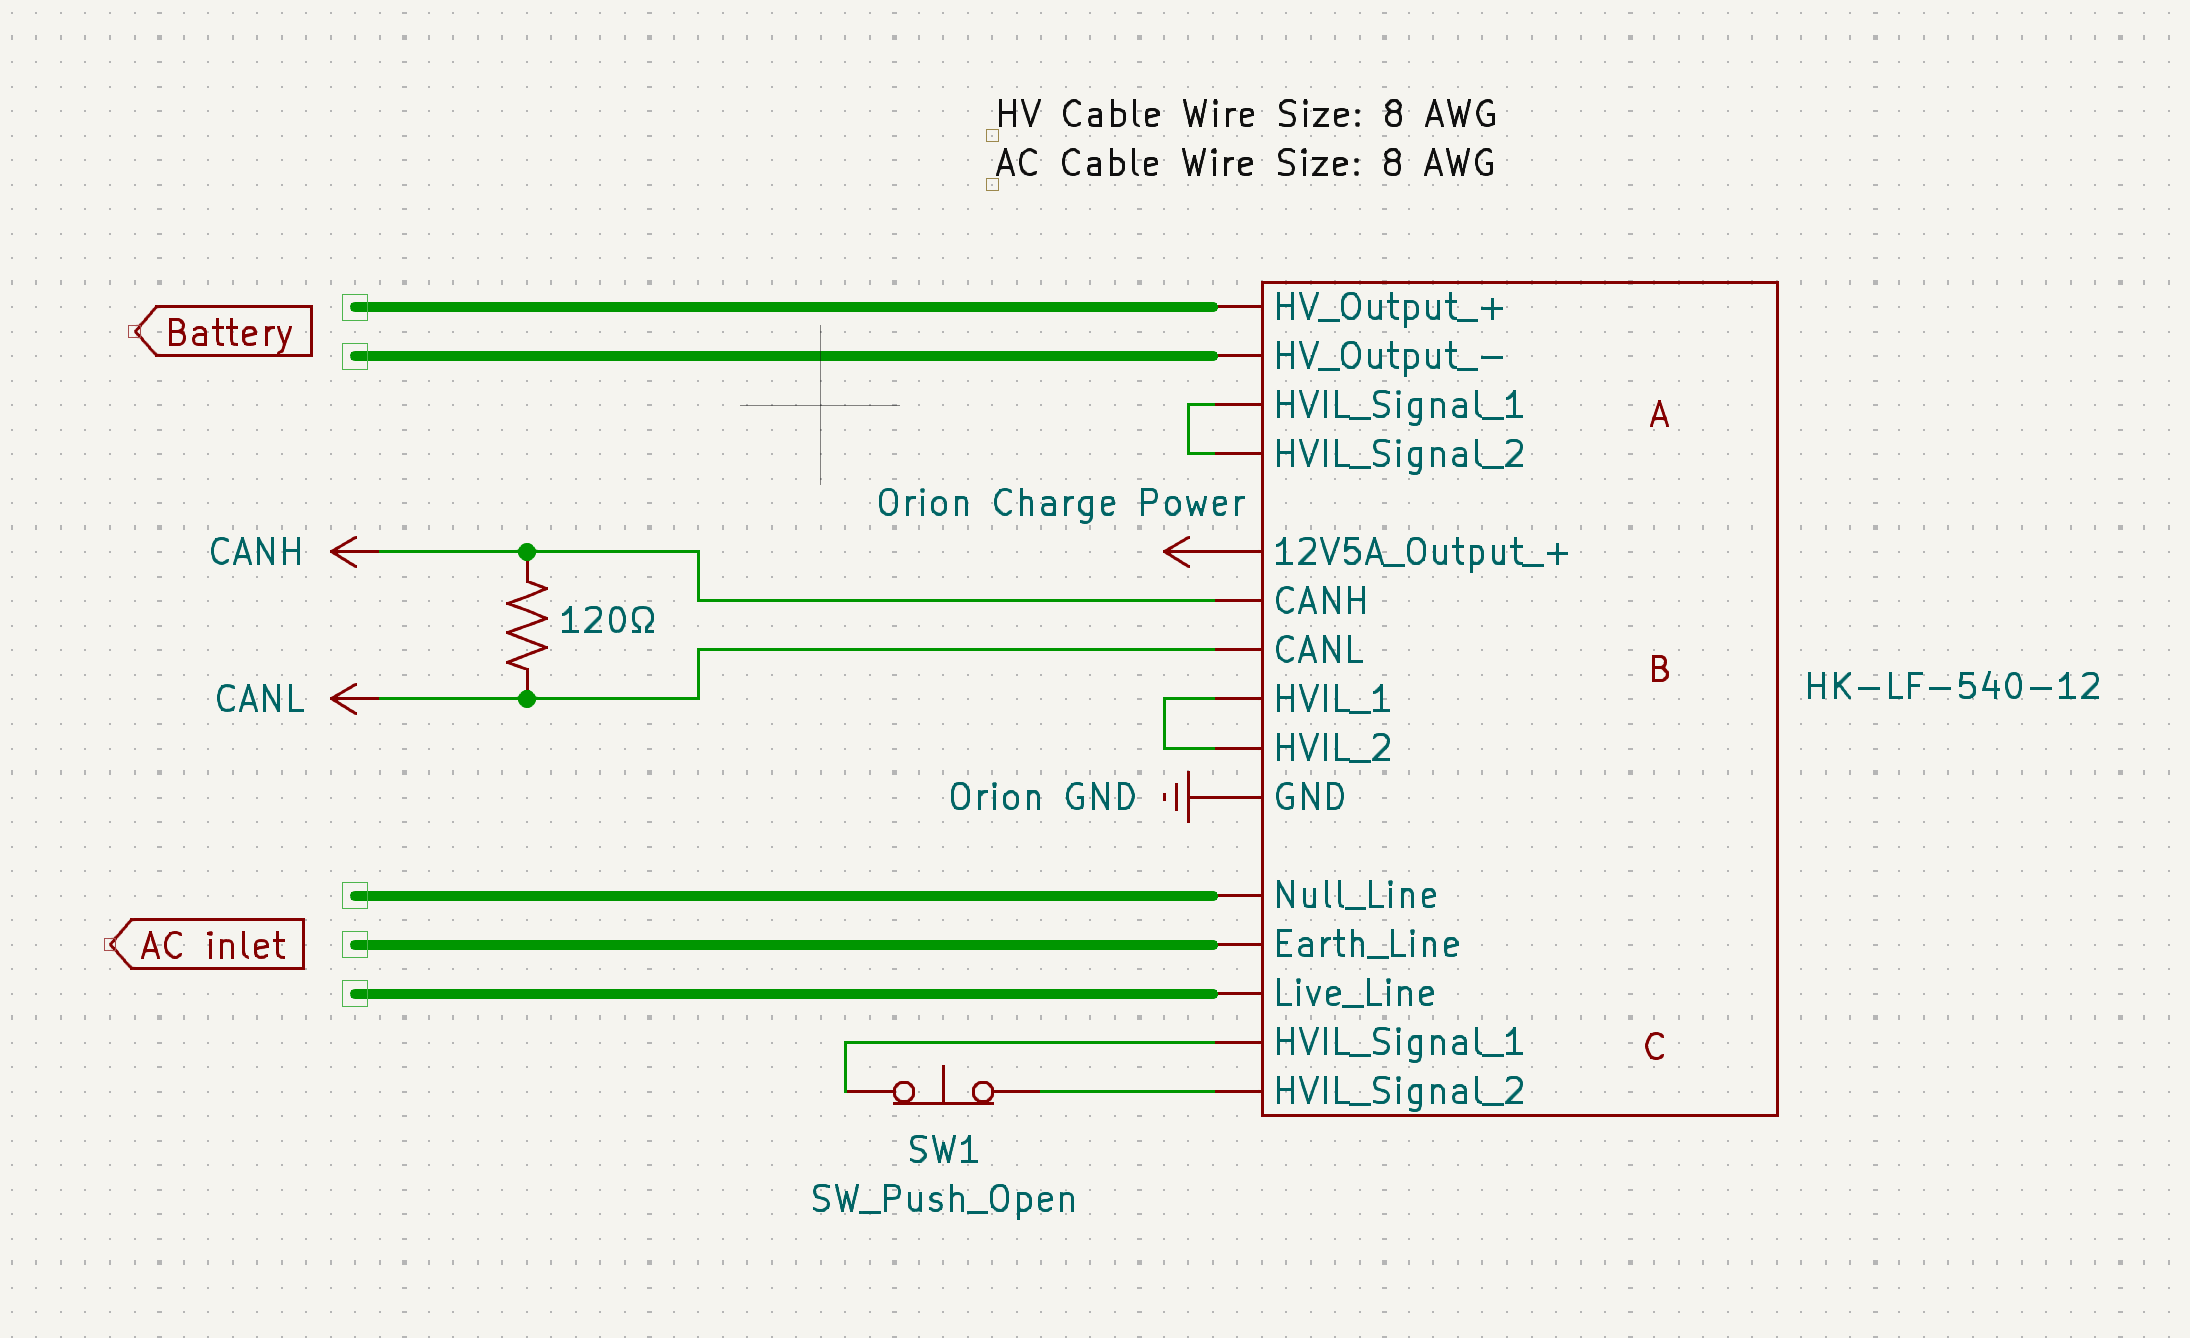 HV Cable Wire Size: 8 AWG
AC Cable Wire Size: 8 AWG
Battery
HV_Output_+
HV_Output_-
HVIL_Signal_1
HVIL_Signal_2
A
Orion Charge Power
12V5A_Output_+
CANH
CANH
120Ω
CANL
CANL
HVIL_1
HVIL_2
B
HK-LF-540-12
Orion GND
GND
AC inlet
Null_Line
Earth_Line
Live_Line
HVIL_Signal_1
HVIL_Signal_2
C
SW1
SW_Push_Open